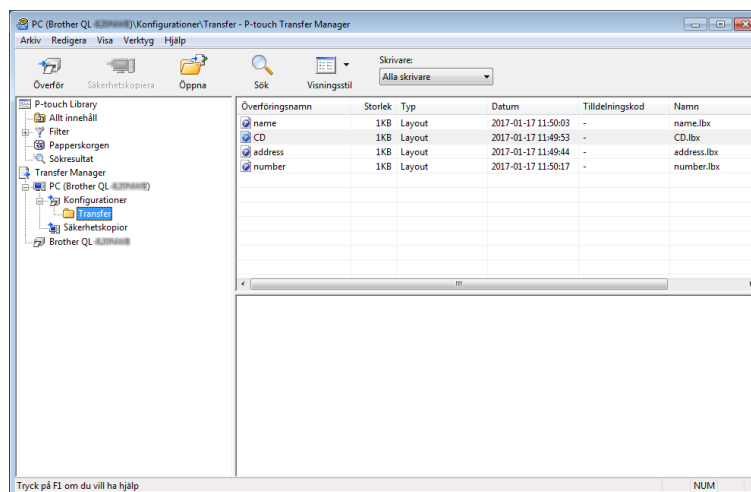 PC (Brother QL-)\Konfigurationer\Transfer - P-touch Transfer Manager
Arkiv Redigera Visa Verktyg Hjälp
Överför Säkerhetskopiera Öppna Sök Visningsstil
Skrivare:
Alla skrivare
P-touch Library
Allt innehåll
Filter
Papperskorgen
Sökresultat
Transfer Manager
PC (Brother QL-)
Konfigurationer
Transfer
Säkerhetskopior
Brother QL-
Överföringsnamn Storlek Typ Datum Tilldelningskod Namn
name 1KB Layout 2017-01-17 11:50:03 - name.lbx
CD 1KB Layout 2017-01-17 11:49:53 - CD.lbx
address 1KB Layout 2017-01-17 11:49:44 - address.lbx
number 1KB Layout 2017-01-17 11:50:17 - number.lbx
Tryck på F1 om du vill ha hjälp
NUM